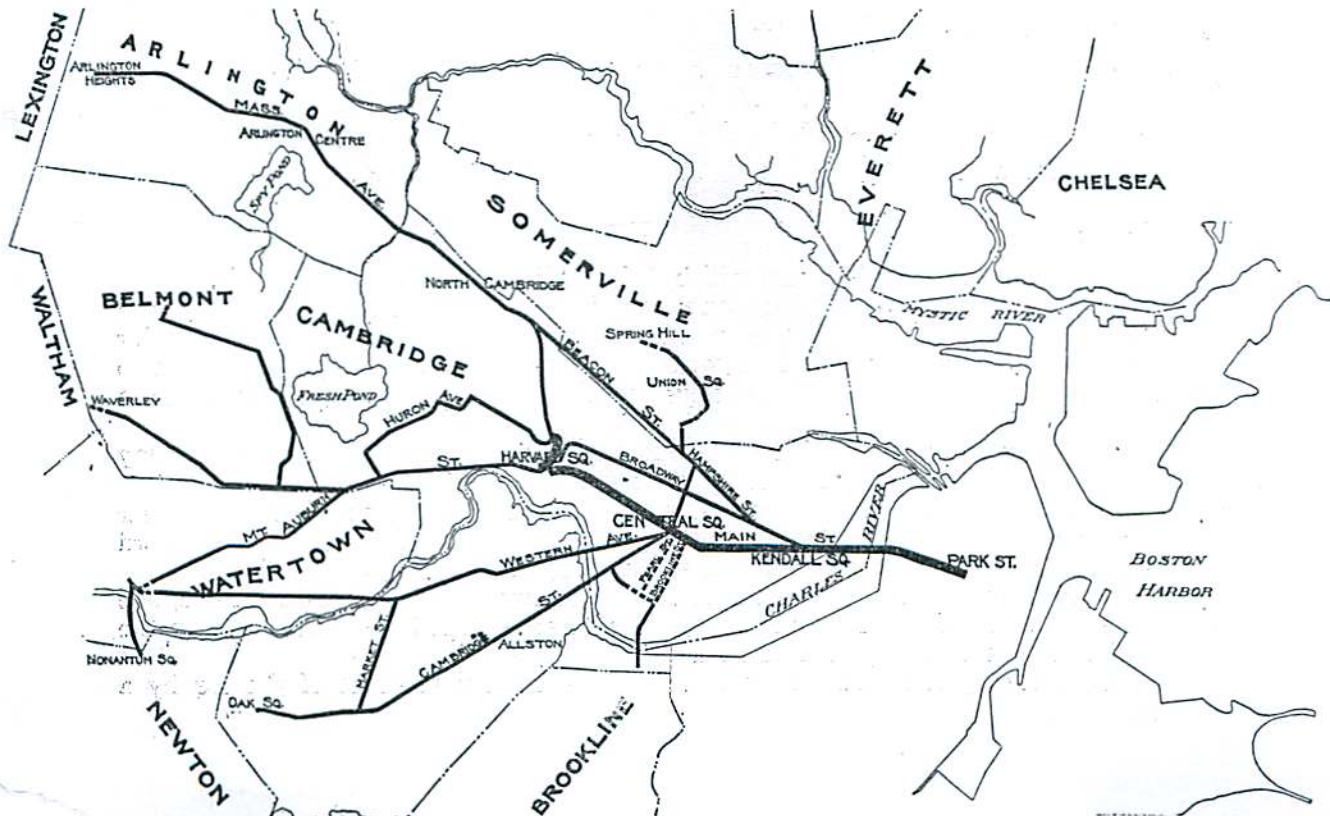 LEXINGTON
ARLINGTON
ARLINGTON
HEIGHTS
MASS.
ARLINGTON CENTRE
AVE.
SPY POND
EVERETT
CHELSEA
SOMERVILLE
NORTH CAMBRIDGE
MYSTIC RIVER
BELMONT
WALTHAM
CAMBRIDGE
SPRING HILL
BEACON
ST.
UNION SQ.
FRESH POND
WAVERLEY
HURON AVE
HARVARD SQ.
ST.
BROADWAY
HAMPSHIRE ST.
MT. AUBURN
CENTRAL SQ.
MAIN ST.
KENDALL SQ.
PARK ST.
RIVER
CHARLES
BOSTON
HARBOR
WATERTOWN
WESTERN AVE.
PEARL ST.
BROOKLINE
MARKET ST.
CAMBRIDGE
ST.
ALLSTON
NONANTUM SQ.
OAK SQ.
NEWTON
BROOKLINE